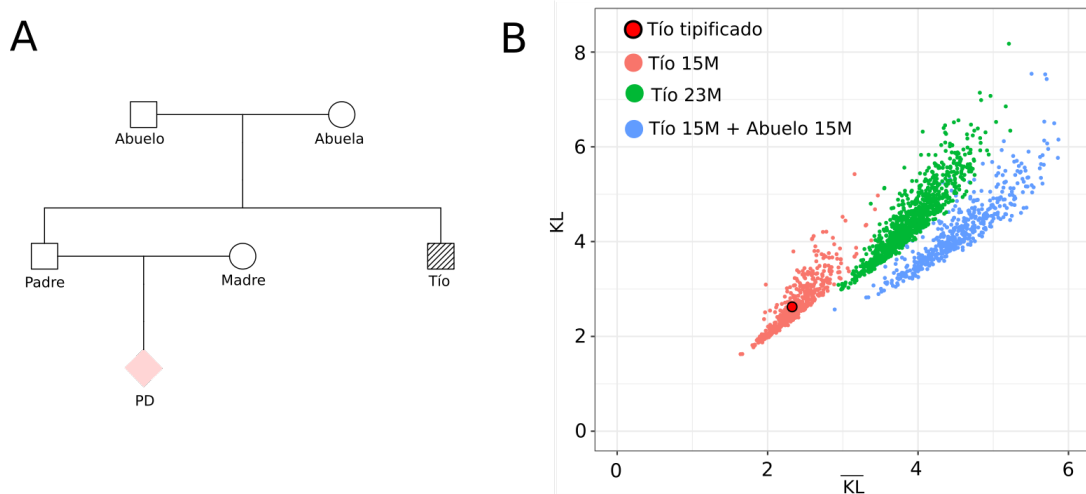 A
Abuelo
Abuela
Padre
Madre
Tío
PD
B
Tío tipificado
Tío 15M
Tío 23M
Tío 15M + Abuelo 15M
KL
8
6
4
2
0
0 2 4 6
K̅L̅